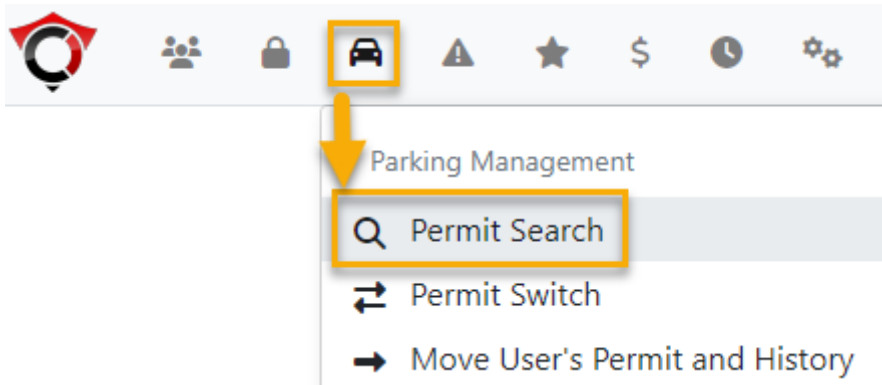 $
Parking Management
Permit Search
Permit Switch
Move User's Permit and History